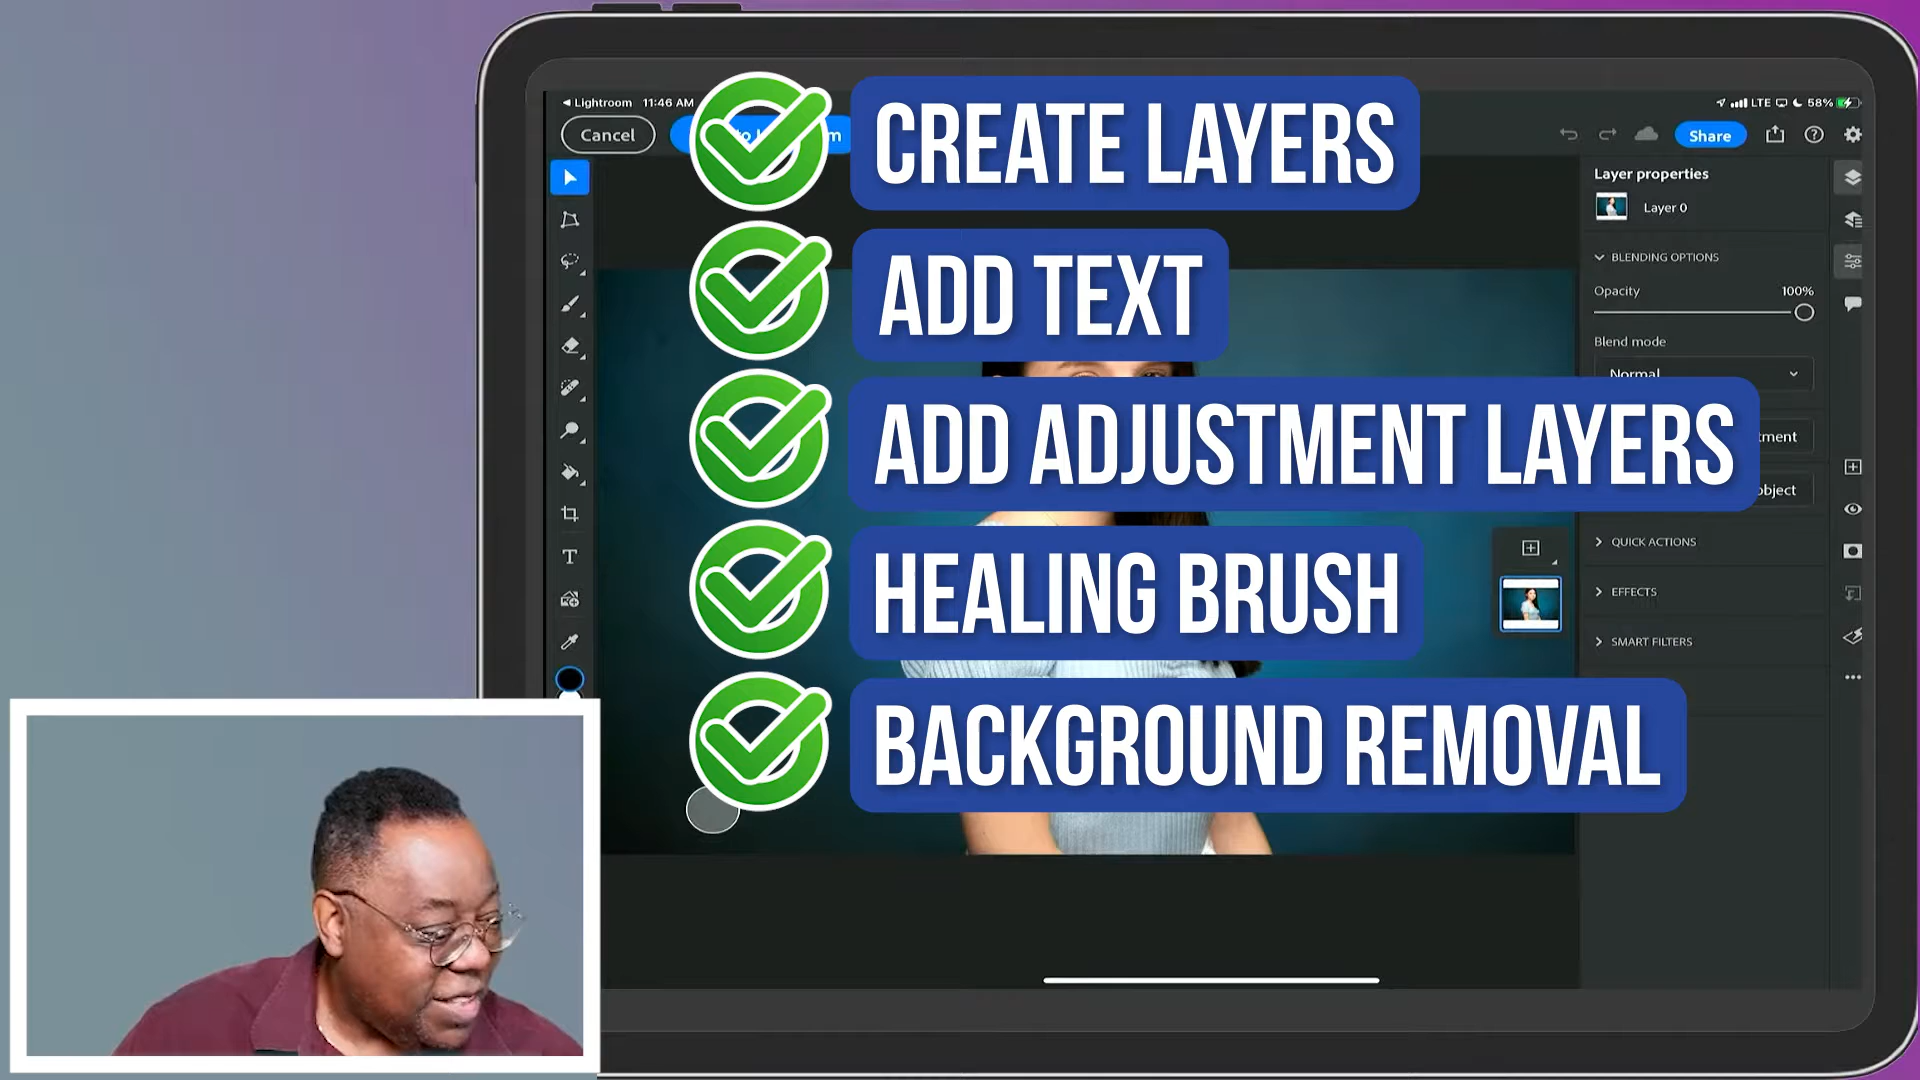 Lightroom 11:46 AM
LTE 58%
Cancel
Share
CREATE LAYERS
Layer properties
Layer 0
ADD TEXT
BLENDING OPTIONS
Opacity 100%
Blend mode
Normal
ADD ADJUSTMENT LAYERS
HEALING BRUSH
QUICK ACTIONS
EFFECTS
SMART FILTERS
BACKGROUND REMOVAL
T